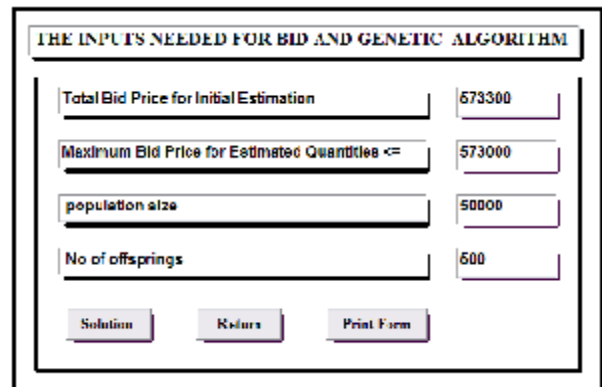 THE INPUTS NEEDED FOR BID AND GENETIC ALGORITHM
Total Bid Price for Initial Estimation 573300
Maximum Bid Price for Estimated Quantities <= 573000
population size 50000
No of offsprings 500
Solution Return Print Form